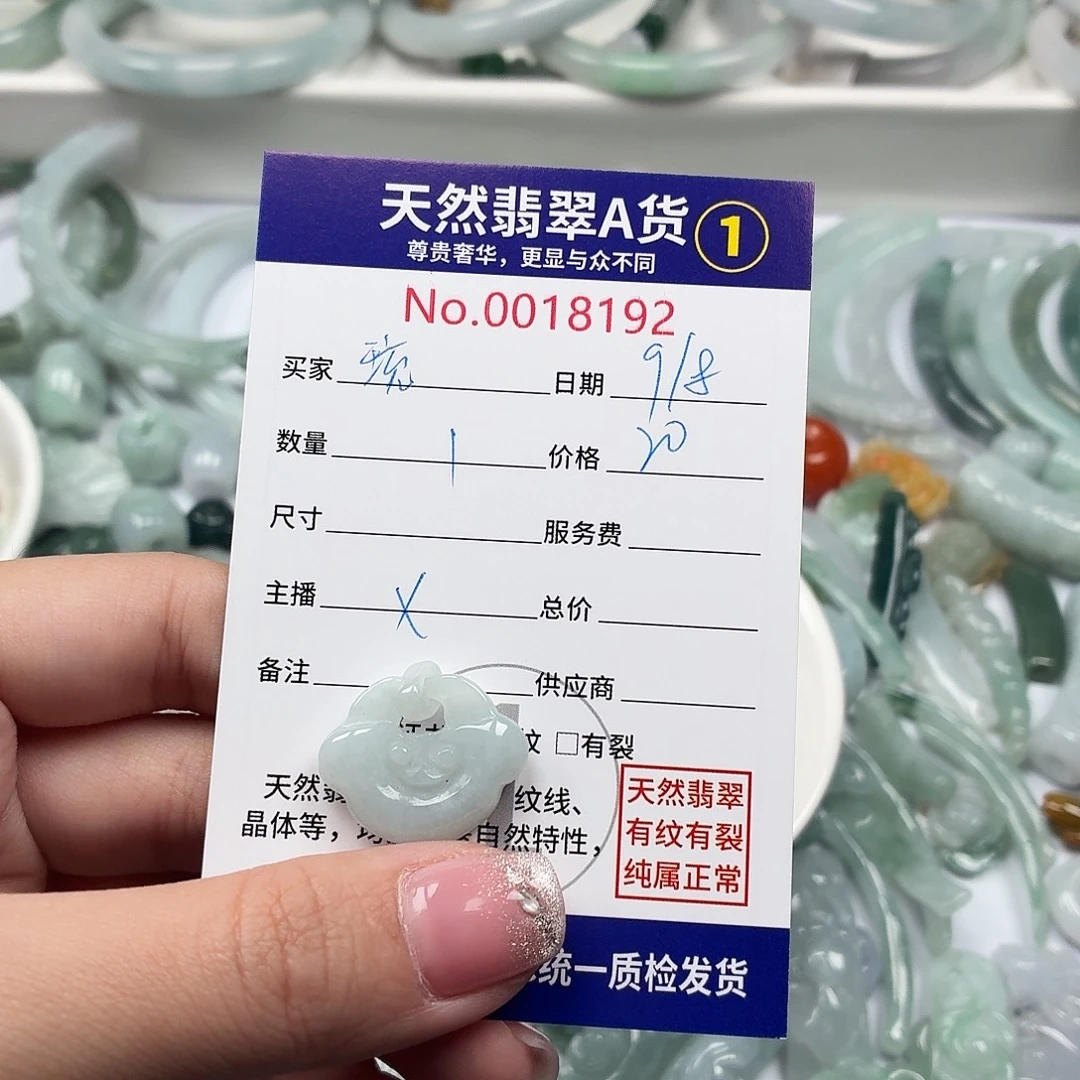 天然翡翠A货 1
尊贵奢华，更显与众不同
No.0018192
买家 琬 日期 9/8
数量 1 价格 20
尺寸 服务费
主播 X 总价
备注 供应商
纹 □有裂
天然翡 纹线、
晶体等， 自然特性，
天然翡翠
有纹有裂
纯属正常
统一质检发货